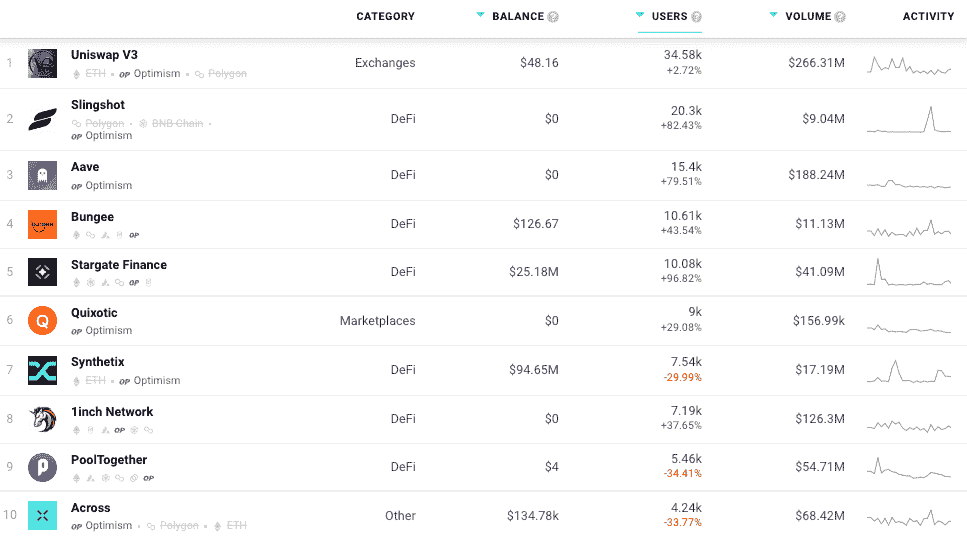 CATEGORY BALANCE ? USERS ? VOLUME ? ACTIVITY
1 Uniswap V3 Exchanges $48.16 34.58k $266.31M
ETH • OP Optimism • Polygon +2.72%
2 Slingshot DeFi $0 20.3k $9.04M
Polygon • BNB Chain • +82.43%
OP Optimism
3 Aave DeFi $0 15.4k $188.24M
OP Optimism +79.51%
4 Bungee DeFi $126.67 10.61k $11.13M
OP +43.54%
5 Stargate Finance DeFi $25.18M 10.08k $41.09M
OP +96.82%
6 Q Quixotic Marketplaces $0 9k $156.99k
OP Optimism +29.08%
7 Synthetix DeFi $94.65M 7.54k $17.19M
ETH • OP Optimism -29.99%
8 1inch Network DeFi $0 7.19k $126.3M
OP +37.65%
9 PoolTogether DeFi $4 5.46k $54.71M
OP -34.41%
10 Across Other $134.78k 4.24k $68.42M
OP Optimism • Polygon • ETH -33.77%